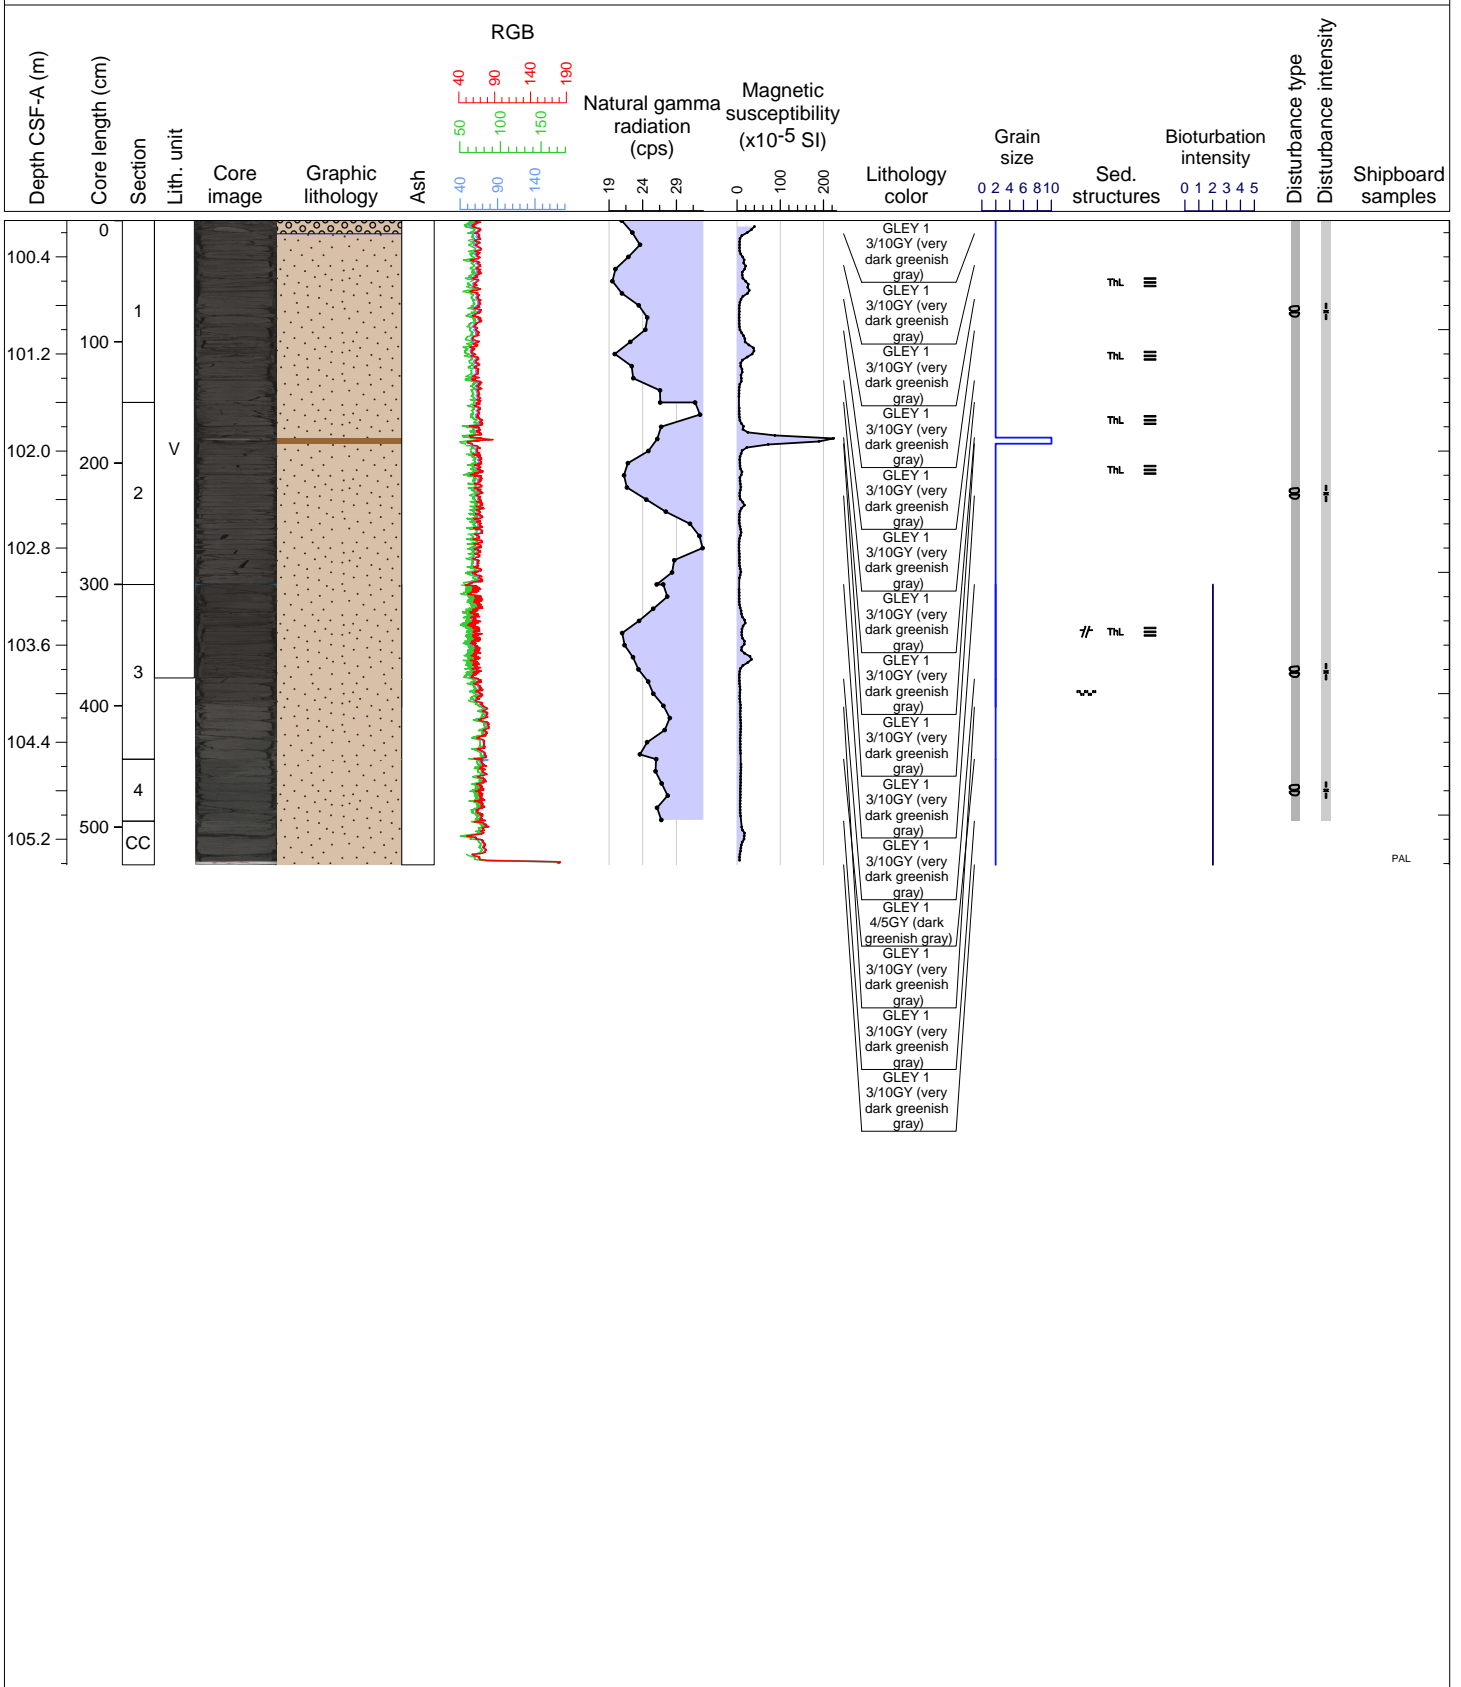 Depth CSF-A (m)
Core length (cm)
Section
Lith. unit
Core
image
Graphic
lithology
Ash
RGB
40 90 140 190
50 100 150
40 90 140
Natural gamma
radiation
(cps)
19 24 29
Magnetic
susceptibility
(x10-5 SI)
0 100 200
Lithology
color
Grain
size
0 2 4 6 8 10
Sed.
structures
Bioturbation
intensity
0 1 2 3 4 5
Disturbance type
Disturbance intensity
Shipboard
samples
100.4
101.2
102.0
102.8
103.6
104.4
105.2
0
100
200
300
400
500
1
2
3
4
CC
V
GLEY 1
3/10GY (very
dark greenish
gray)
GLEY 1
3/10GY (very
dark greenish
gray)
GLEY 1
3/10GY (very
dark greenish
gray)
GLEY 1
3/10GY (very
dark greenish
gray)
GLEY 1
3/10GY (very
dark greenish
gray)
GLEY 1
3/10GY (very
dark greenish
gray)
GLEY 1
3/10GY (very
dark greenish
gray)
GLEY 1
3/10GY (very
dark greenish
gray)
GLEY 1
3/10GY (very
dark greenish
gray)
GLEY 1
3/10GY (very
dark greenish
gray)
GLEY 1
3/10GY (very
dark greenish
gray)
GLEY 1
4/5GY (dark
greenish gray)
GLEY 1
3/10GY (very
dark greenish
gray)
GLEY 1
3/10GY (very
dark greenish
gray)
GLEY 1
3/10GY (very
dark greenish
gray)
ThL
ThL
ThL
ThL
ThL
PAL